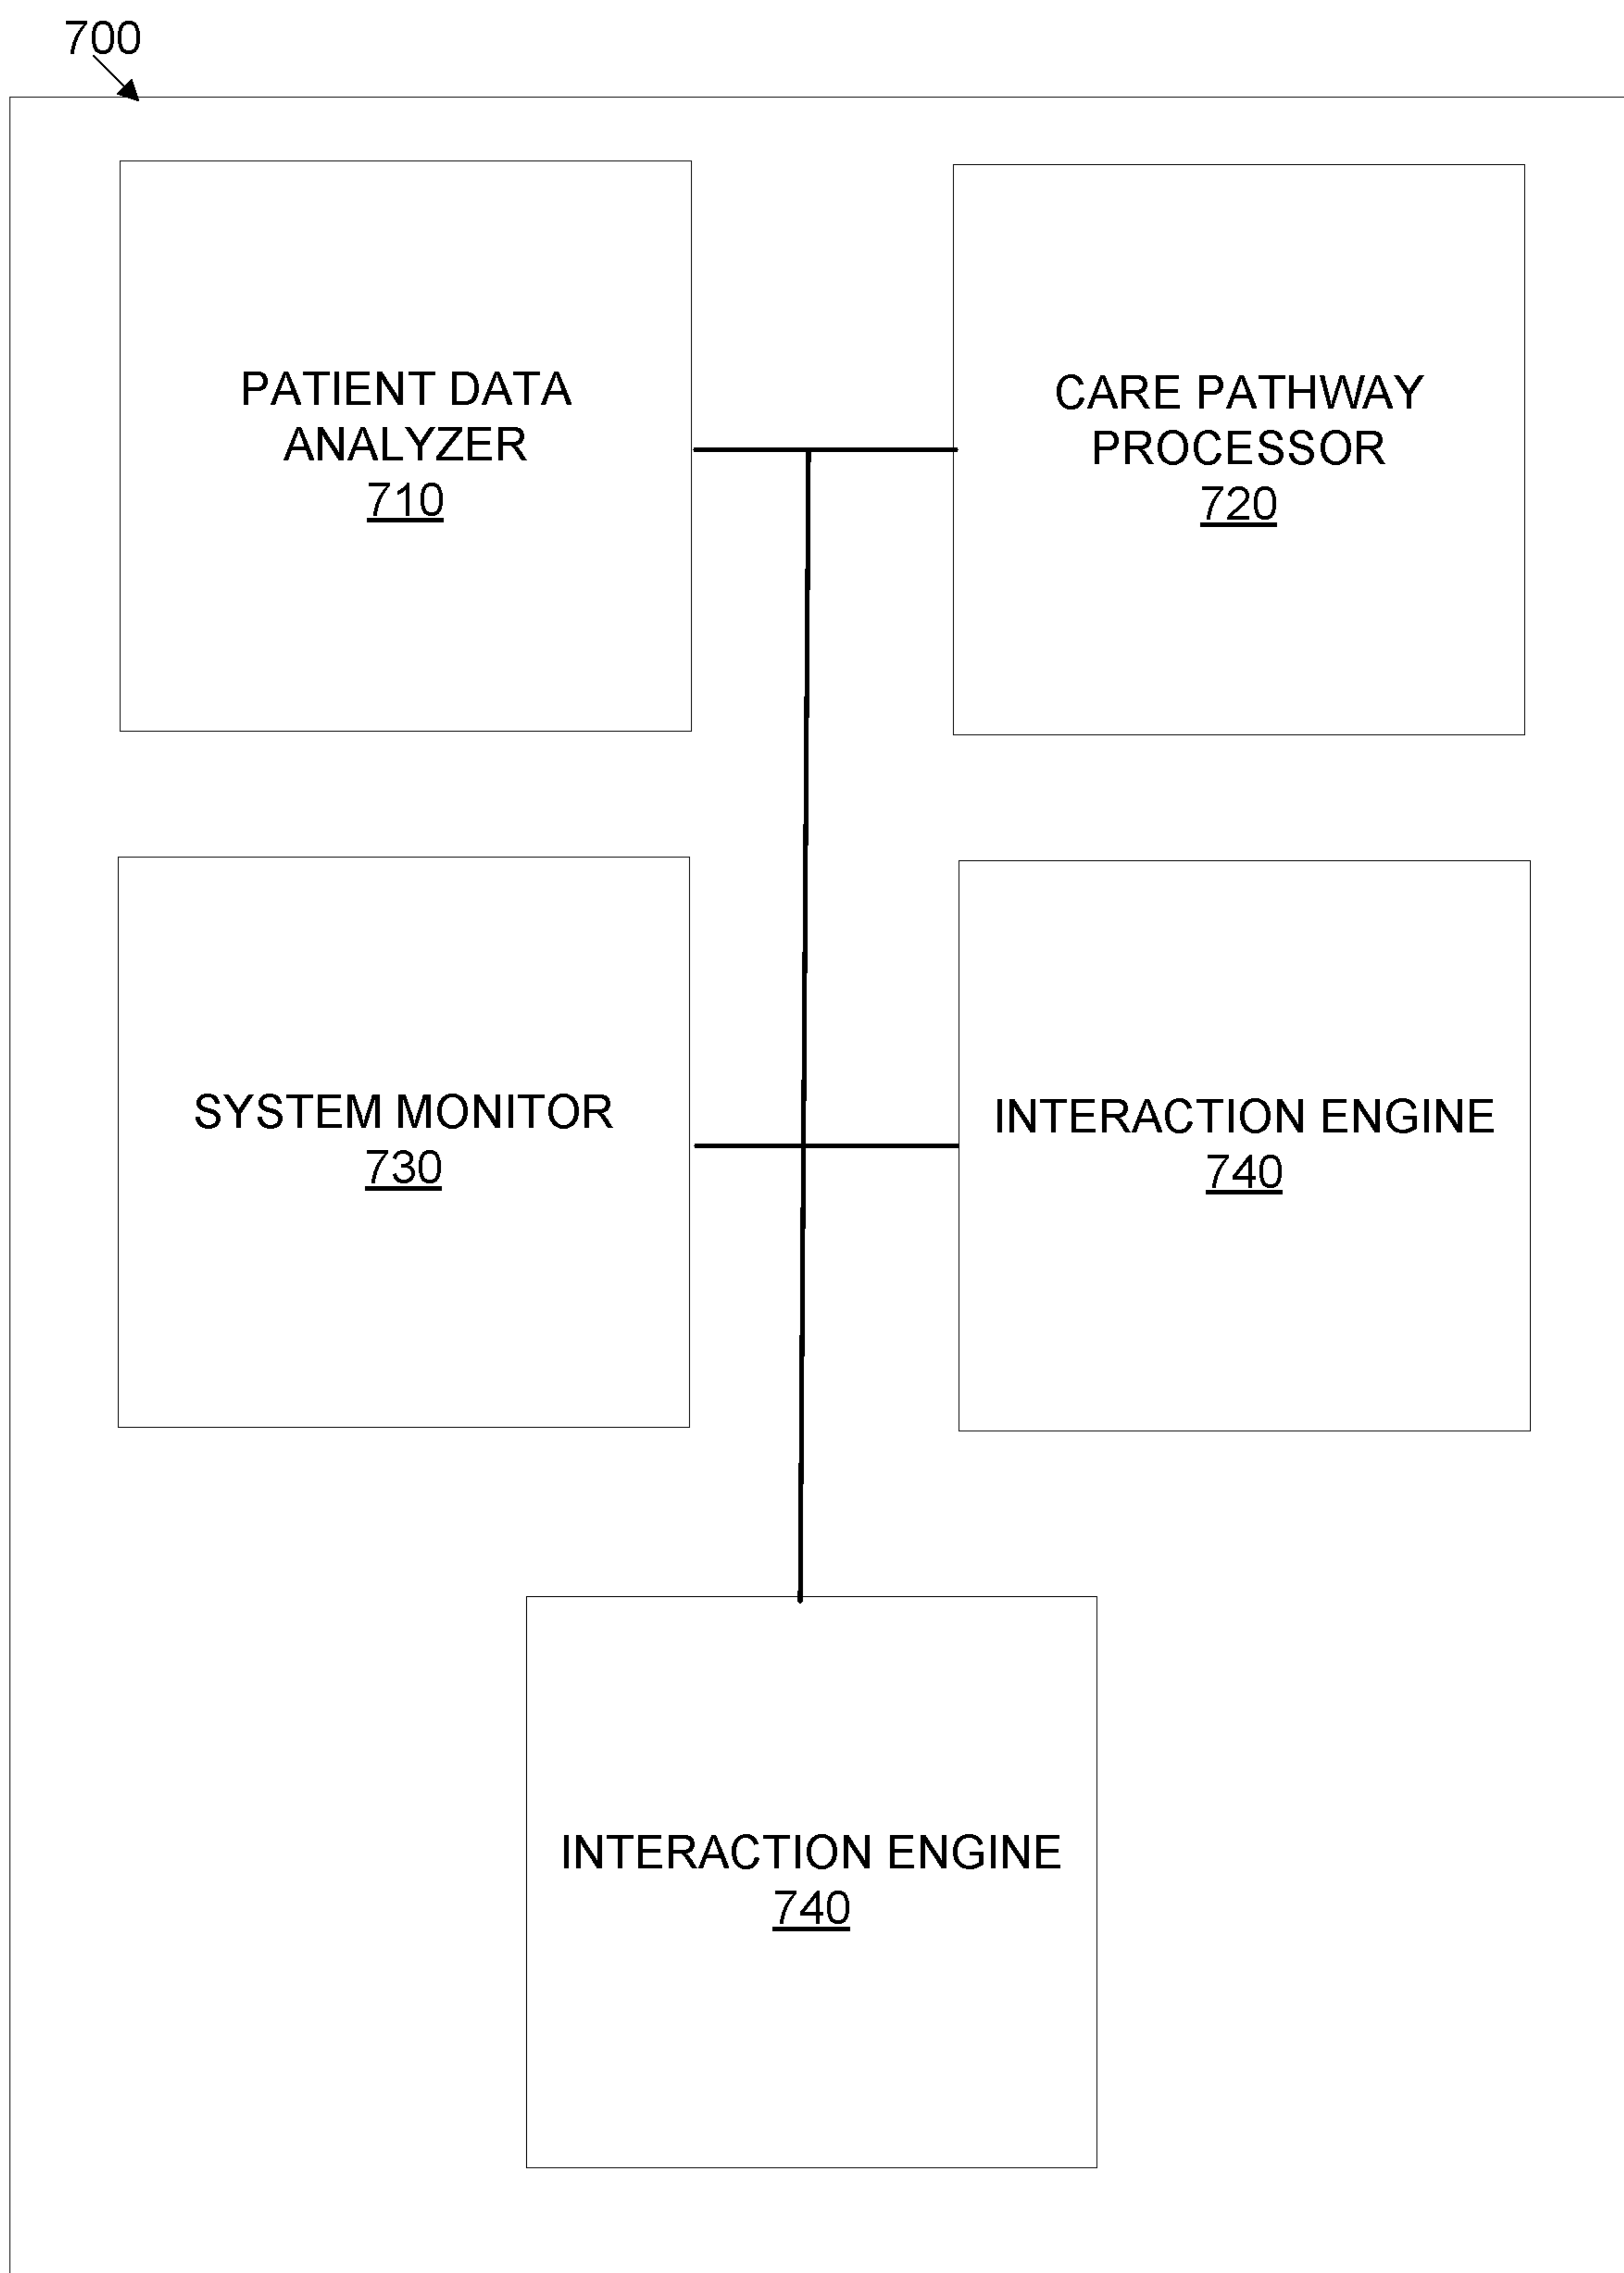 700
PATIENT DATA
ANALYZER
710
CARE PATHWAY
PROCESSOR
720
SYSTEM MONITOR
730
INTERACTION ENGINE
740
INTERACTION ENGINE
740